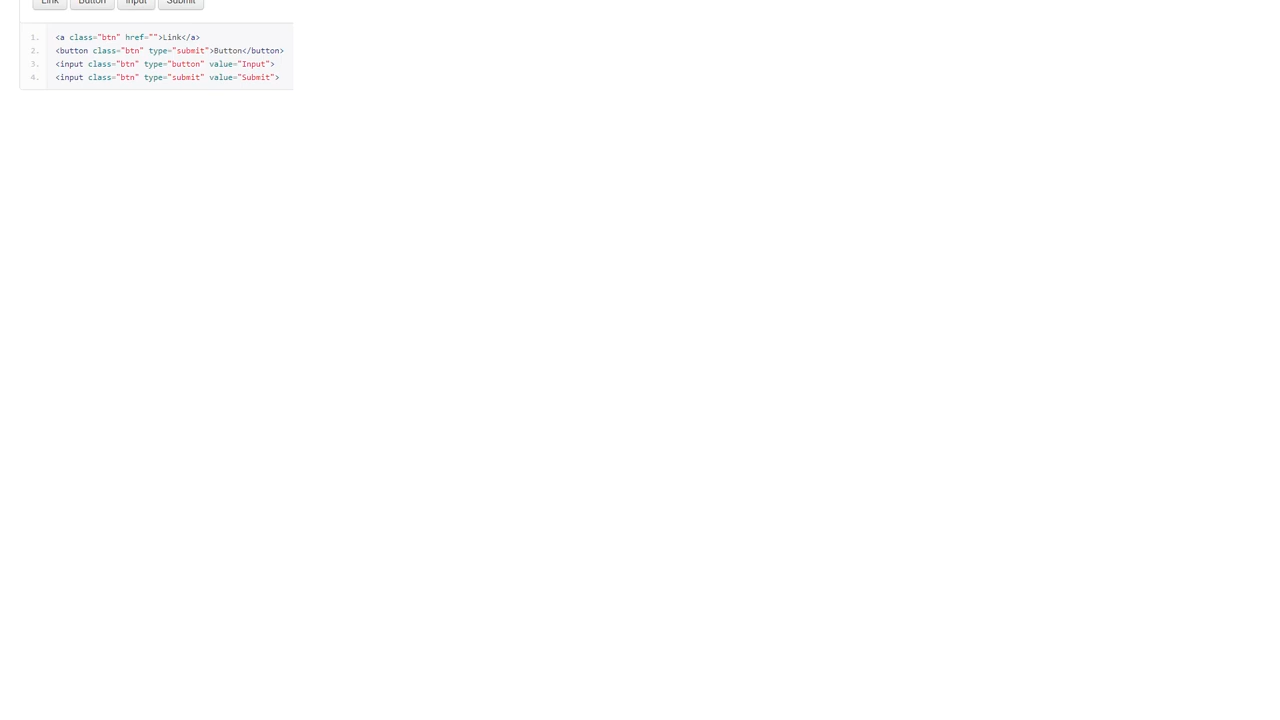 Link Button Input Submit
1. <a class="btn" href="">Link</a>
2. <button class="btn" type="submit">Button</button>
3. <input class="btn" type="button" value="Input">
4. <input class="btn" type="submit" value="Submit">